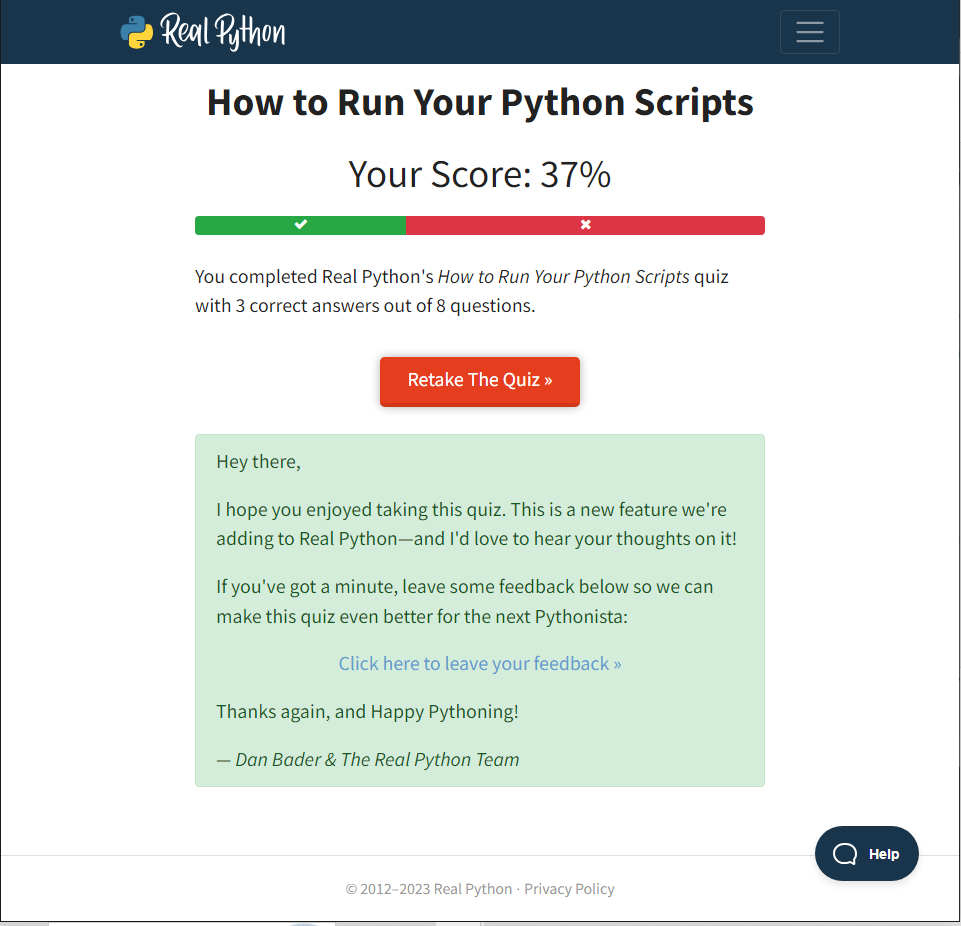 Real Python
How to Run Your Python Scripts
Your Score: 37%
You completed Real Python's How to Run Your Python Scripts quiz
with 3 correct answers out of 8 questions.
Retake The Quiz »
Hey there,
I hope you enjoyed taking this quiz. This is a new feature we're
adding to Real Python—and I'd love to hear your thoughts on it!
If you've got a minute, leave some feedback below so we can
make this quiz even better for the next Pythonista:
Click here to leave your feedback »
Thanks again, and Happy Pythoning!
— Dan Bader & The Real Python Team
Help
© 2012–2023 Real Python · Privacy Policy